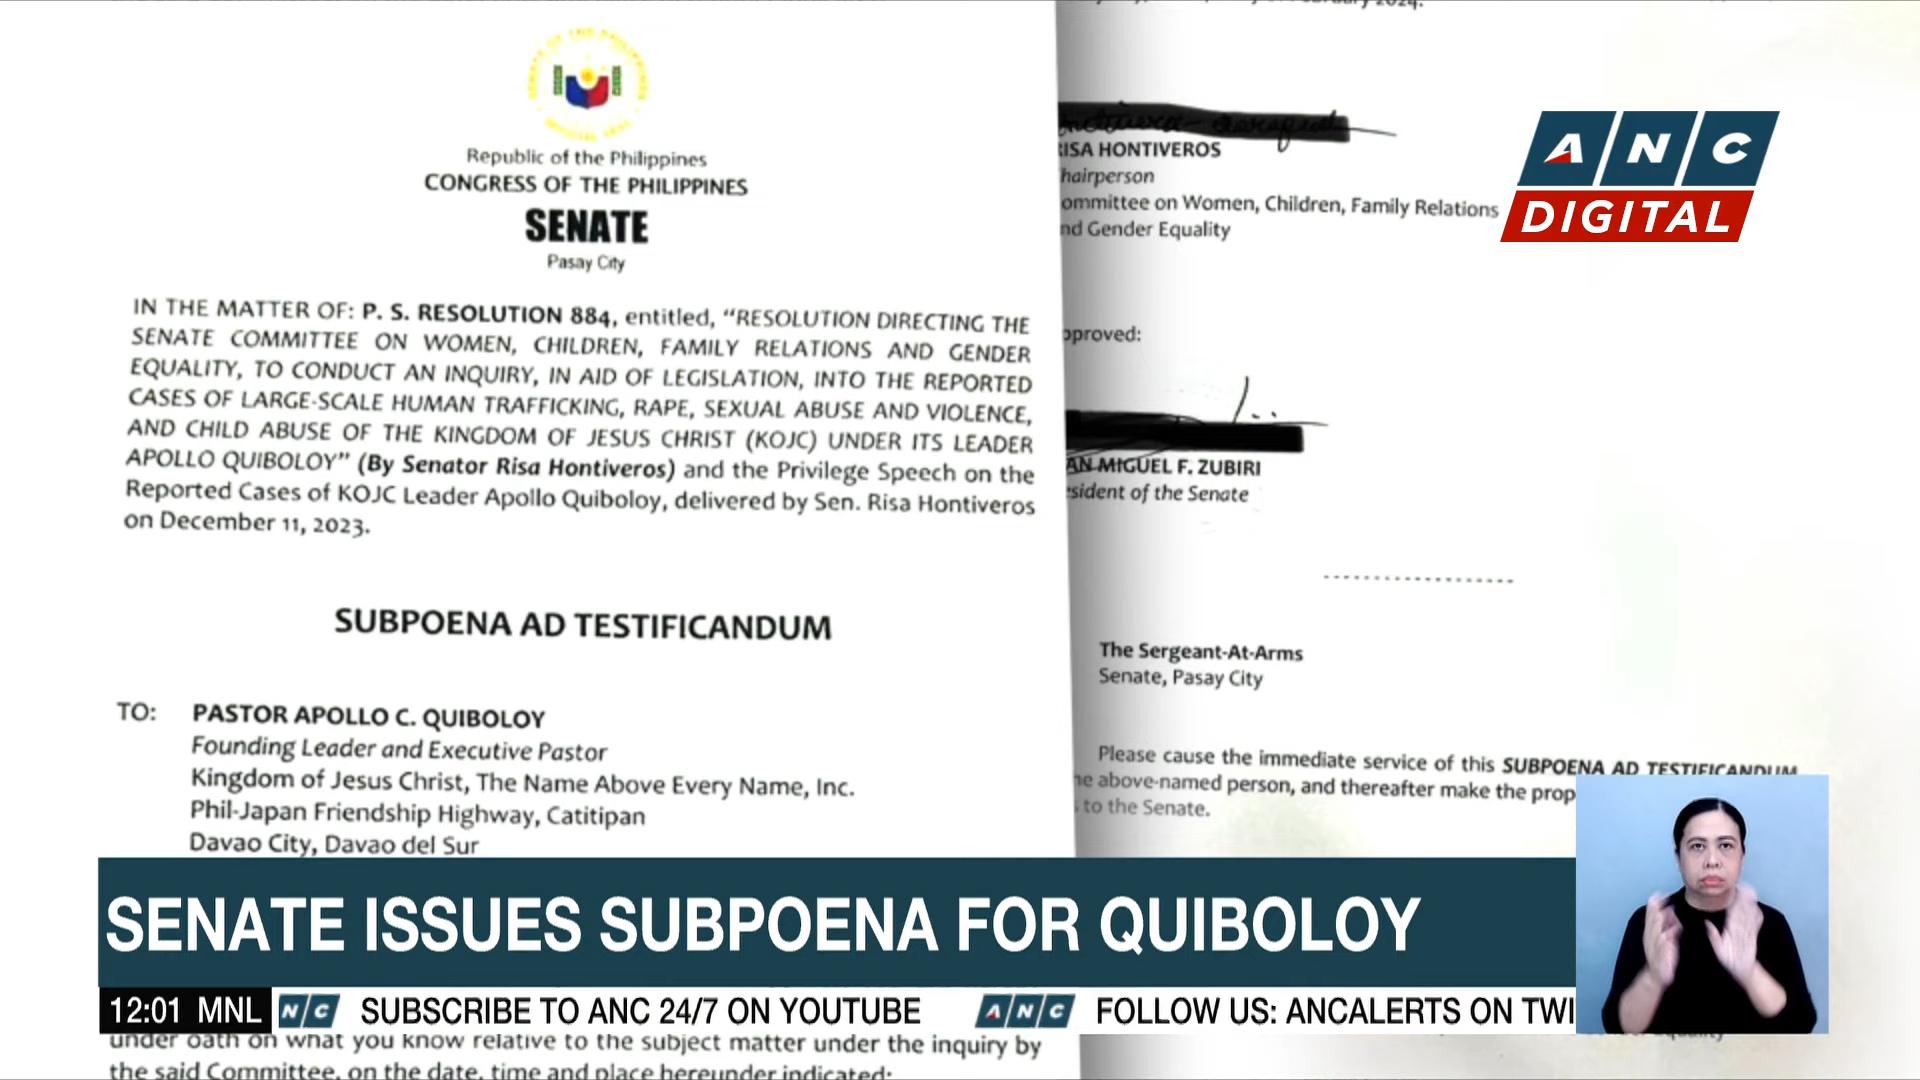 Republic of the Philippines
CONGRESS OF THE PHILIPPINES
SENATE
Pasay City
IN THE MATTER OF: P. S. RESOLUTION 884, entitled, “RESOLUTION DIRECTING THE
SENATE COMMITTEE ON WOMEN, CHILDREN, FAMILY RELATIONS AND GENDER
EQUALITY, TO CONDUCT AN INQUIRY, IN AID OF LEGISLATION, INTO THE REPORTED
CASES OF LARGE-SCALE HUMAN TRAFFICKING, RAPE, SEXUAL ABUSE AND VIOLENCE,
AND CHILD ABUSE OF THE KINGDOM OF JESUS CHRIST (KOJC) UNDER ITS LEADER
APOLLO QUIBOLOY” (By Senator Risa Hontiveros) and the Privilege Speech on the
Reported Cases of KOJC Leader Apollo Quiboloy, delivered by Sen. Risa Hontiveros
on December 11, 2023.
SUBPOENA AD TESTIFICANDUM
TO: PASTOR APOLLO C. QUIBOLOY
Founding Leader and Executive Pastor
Kingdom of Jesus Christ, The Name Above Every Name, Inc.
Phil-Japan Friendship Highway, Catitipan
Davao City, Davao del Sur
under oath on what you know relative to the subject matter under the inquiry by
the said Committee, on the date, time and place hereunder indicated:
February 2024.
ISA HONTIVEROS
hairperson
ommittee on Women, Children, Family Relations
nd Gender Equality
pproved:
AN MIGUEL F. ZUBIRI
sident of the Senate
The Sergeant-At-Arms
Senate, Pasay City
Please cause the immediate service of this SUBPOENA AD TESTIFICANDUM
he above-named person, and thereafter make the prop
to the Senate.
ANC
DIGITAL
SENATE ISSUES SUBPOENA FOR QUIBOLOY
12:01 MNL NC SUBSCRIBE TO ANC 24/7 ON YOUTUBE ANC FOLLOW US: ANCALERTS ON TWI